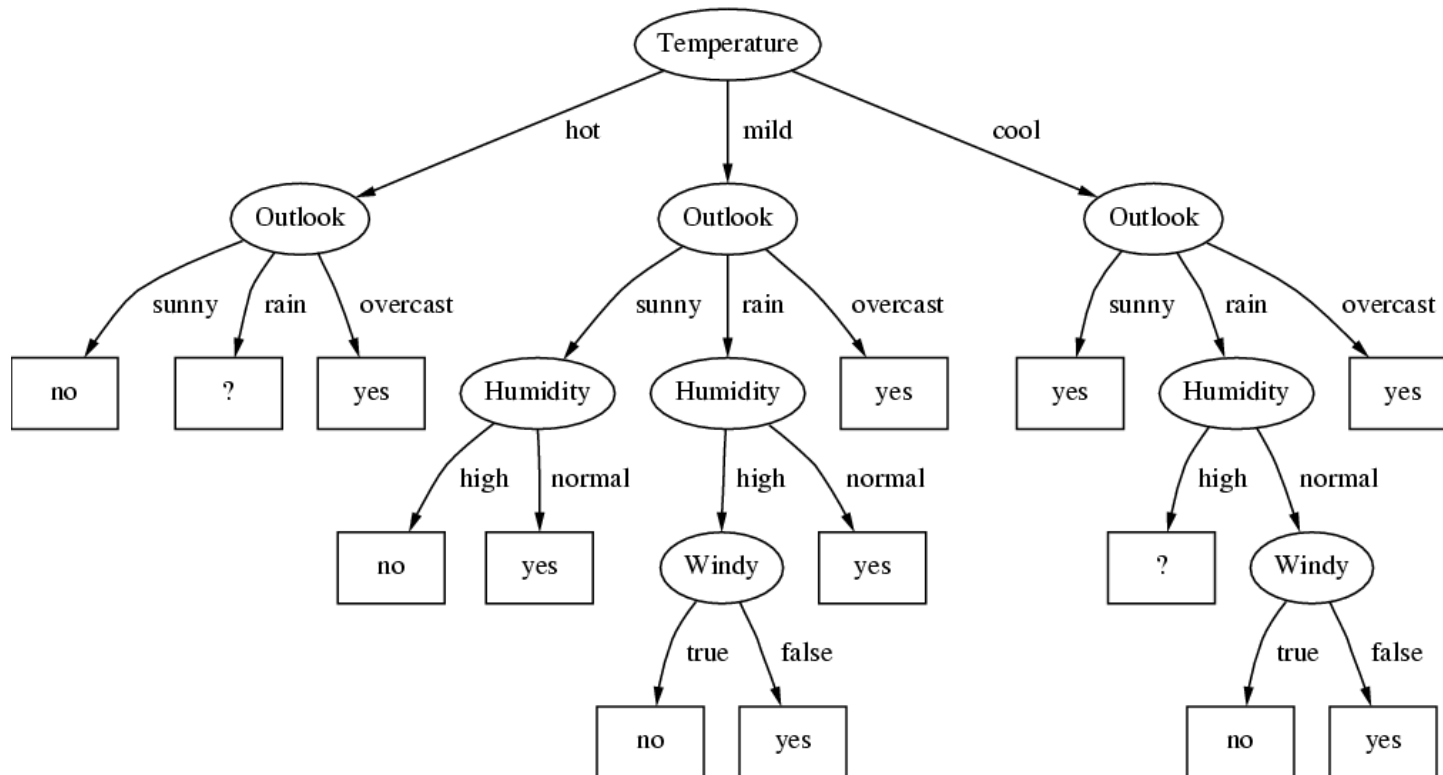 Temperature
hot mild cool
Outlook Outlook Outlook
sunny rain overcast sunny rain overcast sunny rain overcast
no ? yes Humidity Humidity yes yes Humidity yes
high normal high normal high normal
no yes Windy yes ? Windy
true false true false
no yes no yes